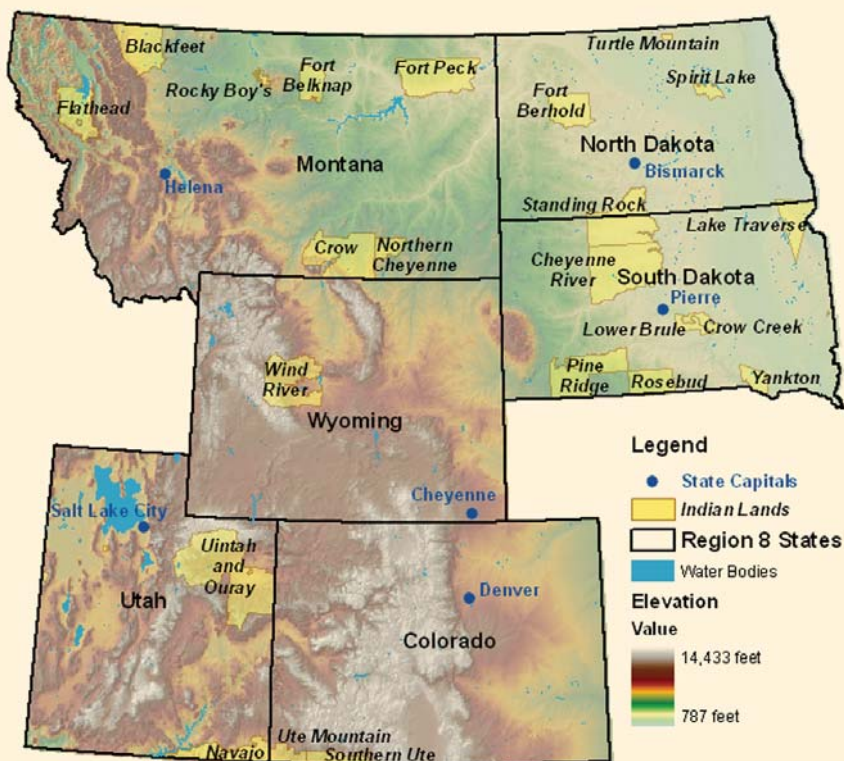 Blackfeet
Flathead
Rocky Boy's
Fort
Belknap
Fort Peck
Montana
Helena
Crow
Northern
Cheyenne
Turtle Mountain
Spirit Lake
Fort
Berhold
North Dakota
Bismarck
Standing Rock
Lake Traverse
Cheyenne
River
South Dakota
Pierre
Lower Brule
Crow Creek
Pine
Ridge
Rosebud
Yankton
Wind
River
Wyoming
Cheyenne
Salt Lake City
Uintah
and
Ouray
Utah
Denver
Colorado
Navajo
Ute Mountain
Southern Ute
Legend
State Capitals
Indian Lands
Region 8 States
Water Bodies
Elevation
Value
14,433 feet
787 feet